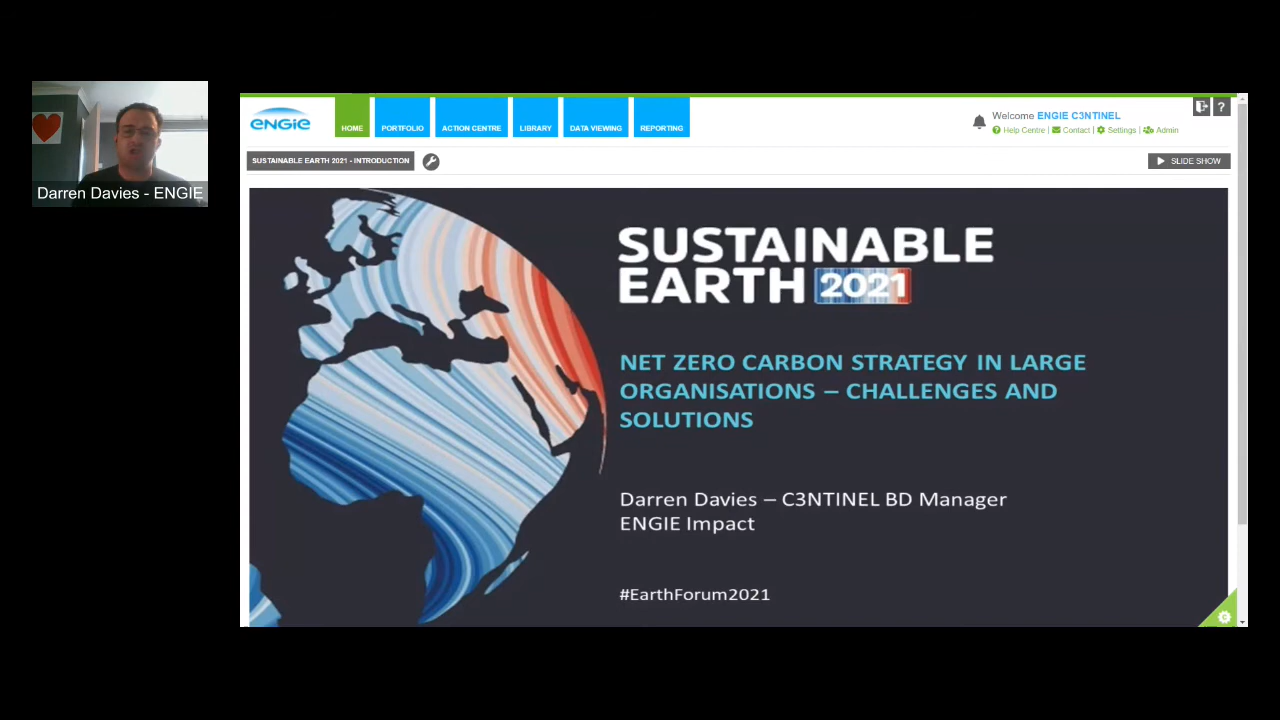 Darren Davies - ENGIE
ENGIE
HOME
PORTFOLIO
ACTION CENTRE
LIBRARY
DATA VIEWING
REPORTING
Welcome ENGIE C3NTINEL
? Help Centre | Contact | Settings | Admin
?
SUSTAINABLE EARTH 2021 - INTRODUCTION
SLIDE SHOW
SUSTAINABLE
EARTH 2021
NET ZERO CARBON STRATEGY IN LARGE
ORGANISATIONS – CHALLENGES AND
SOLUTIONS
Darren Davies – C3NTINEL BD Manager
ENGIE Impact
#EarthForum2021